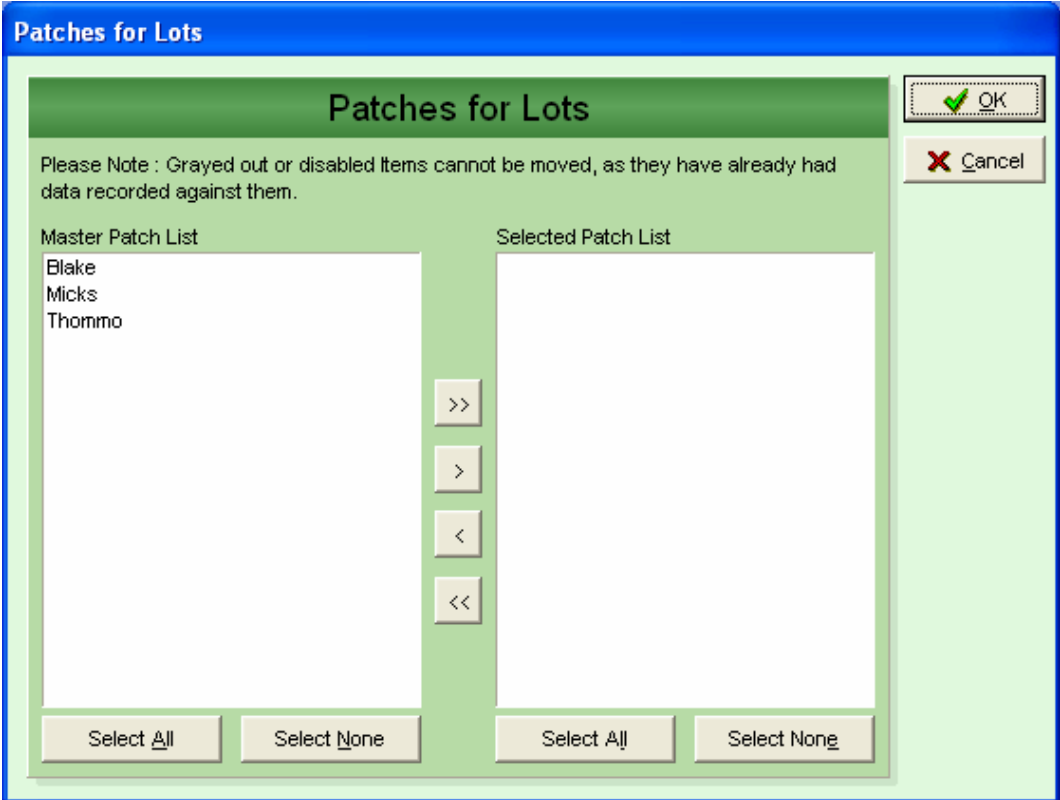 Patches for Lots
Patches for Lots
OK
Cancel
Please Note : Grayed out or disabled Items cannot be moved, as they have already had
data recorded against them.
Master Patch List
Selected Patch List
Blake
Micks
Thommo
>>
>
<
<<
Select All
Select None
Select All
Select None